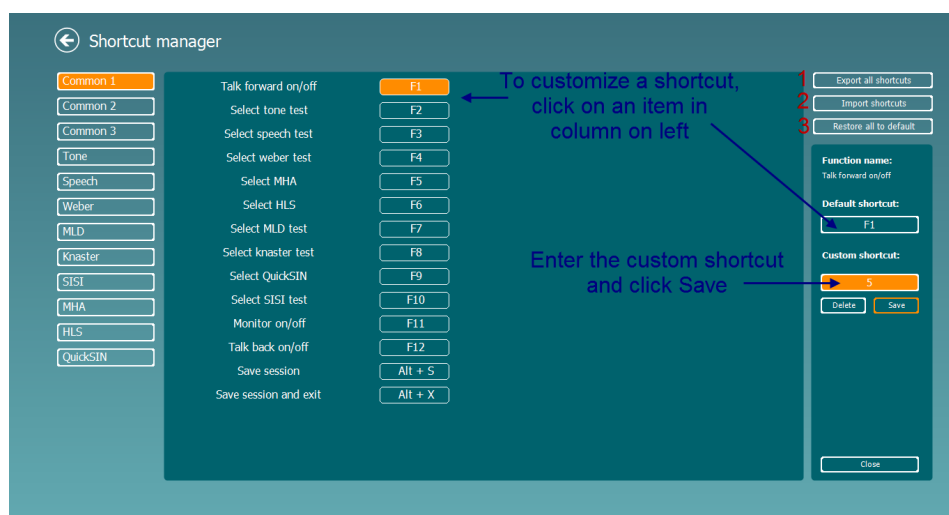 Shortcut manager
Common 1
Common 2
Common 3
Tone
Speech
Weber
MLD
Knaster
SISI
MHA
HLS
QuickSIN
Talk forward on/off F1
Select tone test F2
Select speech test F3
Select weber test F4
Select MHA F5
Select HLS F6
Select MLD test F7
Select knaster test F8
Select QuickSIN F9
Select SISI test F10
Monitor on/off F11
Talk back on/off F12
Save session Alt + S
Save session and exit Alt + X
To customize a shortcut,
click on an item in
column on left
Enter the custom shortcut
and click Save
1 Export all shortcuts
2 Import shortcuts
3 Restore all to default
Function name:
Talk forward on/off
Default shortcut:
F1
Custom shortcut:
5
Delete Save
Close